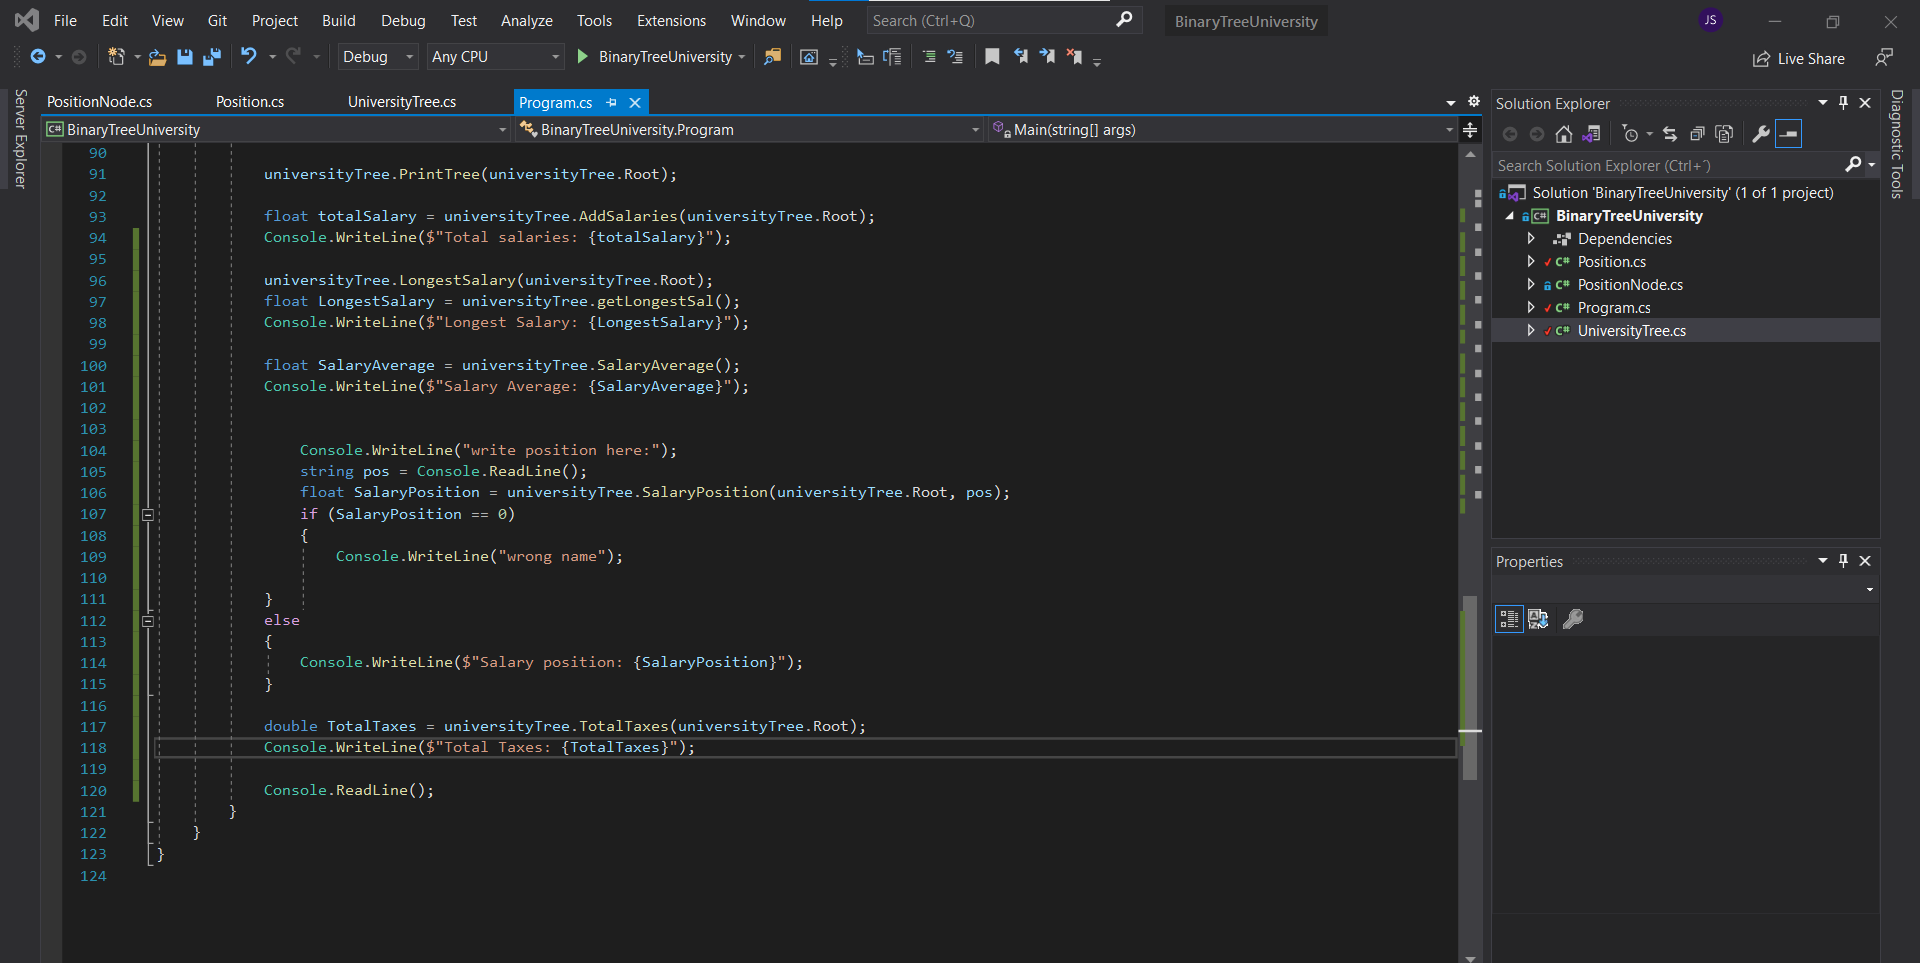 File Edit View Git Project Build Debug Test Analyze Tools Extensions Window Help Search (Ctrl+Q) BinaryTreeUniversity JS
Debug Any CPU BinaryTreeUniversity Live Share
Server Explorer
PositionNode.cs Position.cs UniversityTree.cs Program.cs
C# BinaryTreeUniversity BinaryTreeUniversity.Program Main(string[] args)
90
91 universityTree.PrintTree(universityTree.Root);
92
93 float totalSalary = universityTree.AddSalaries(universityTree.Root);
94 Console.WriteLine($"Total salaries: {totalSalary}");
95
96 universityTree.LongestSalary(universityTree.Root);
97 float LongestSalary = universityTree.getLongestSal();
98 Console.WriteLine($"Longest Salary: {LongestSalary}");
99
100 float SalaryAverage = universityTree.SalaryAverage();
101 Console.WriteLine($"Salary Average: {SalaryAverage}");
102
103
104 Console.WriteLine("write position here:");
105 string pos = Console.ReadLine();
106 float SalaryPosition = universityTree.SalaryPosition(universityTree.Root, pos);
107 if (SalaryPosition == 0)
108 {
109 Console.WriteLine("wrong name");
110
111 }
112 else
113 {
114 Console.WriteLine($"Salary position: {SalaryPosition}");
115 }
116
117 double TotalTaxes = universityTree.TotalTaxes(universityTree.Root);
118 Console.WriteLine($"Total Taxes: {TotalTaxes}");
119
120 Console.ReadLine();
121 }
122 }
123 }
124
Solution Explorer
Search Solution Explorer (Ctrl+´)
Solution 'BinaryTreeUniversity' (1 of 1 project)
C# BinaryTreeUniversity
Dependencies
C# Position.cs
C# PositionNode.cs
C# Program.cs
C# UniversityTree.cs
Properties
Diagnostic Tools